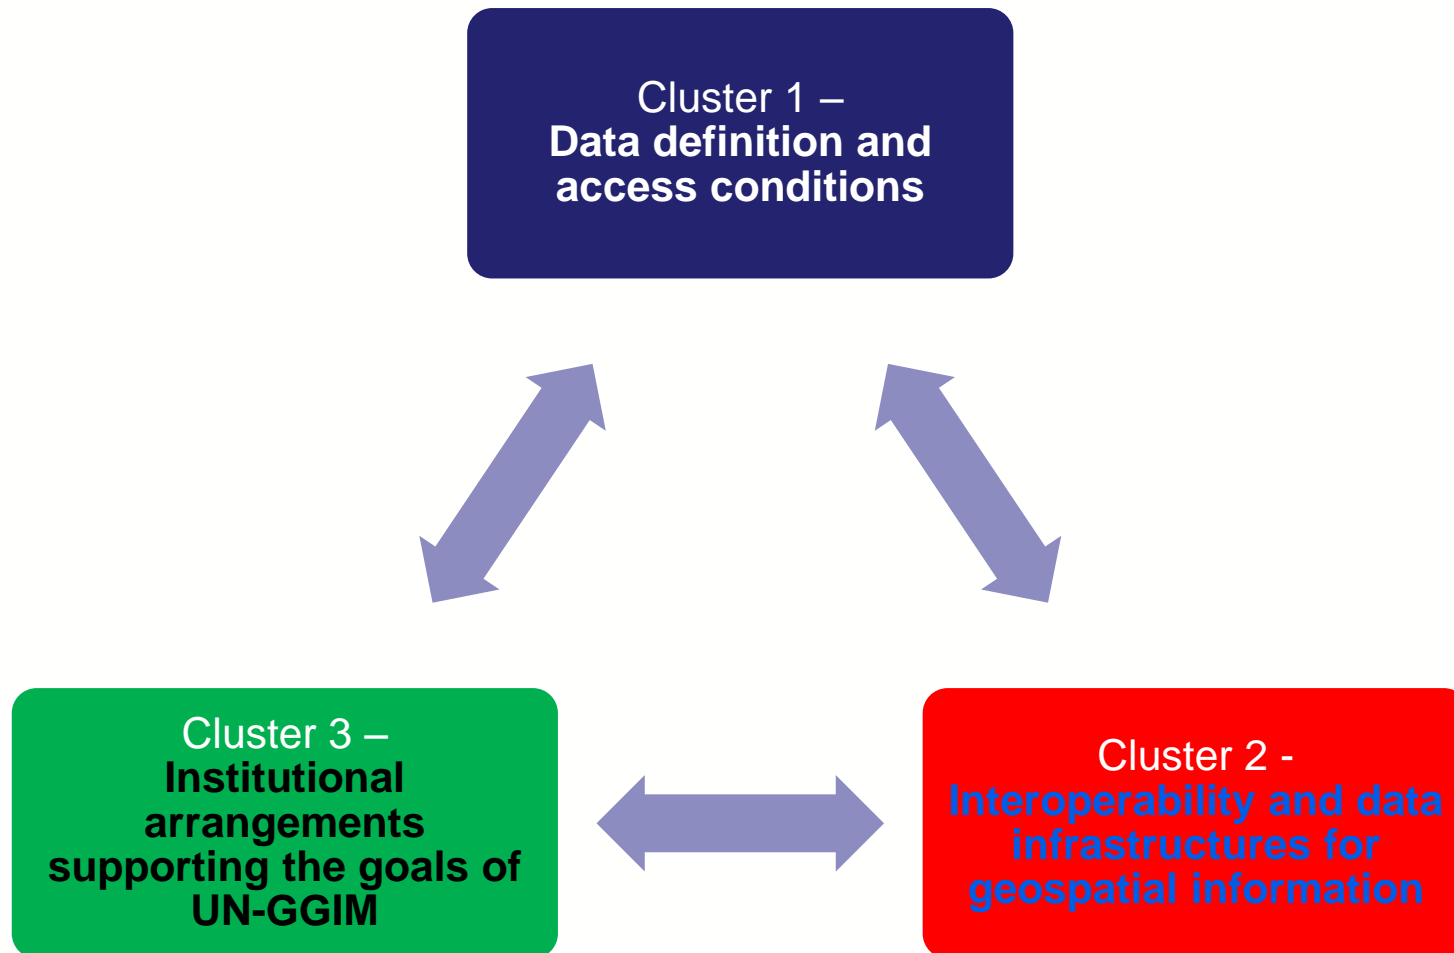 Cluster 1 –
Data definition and
access conditions
Cluster 3 –
Institutional
arrangements
supporting the goals of
UN-GGIM
Cluster 2 -
Interoperability and data
infrastructures for
geospatial information